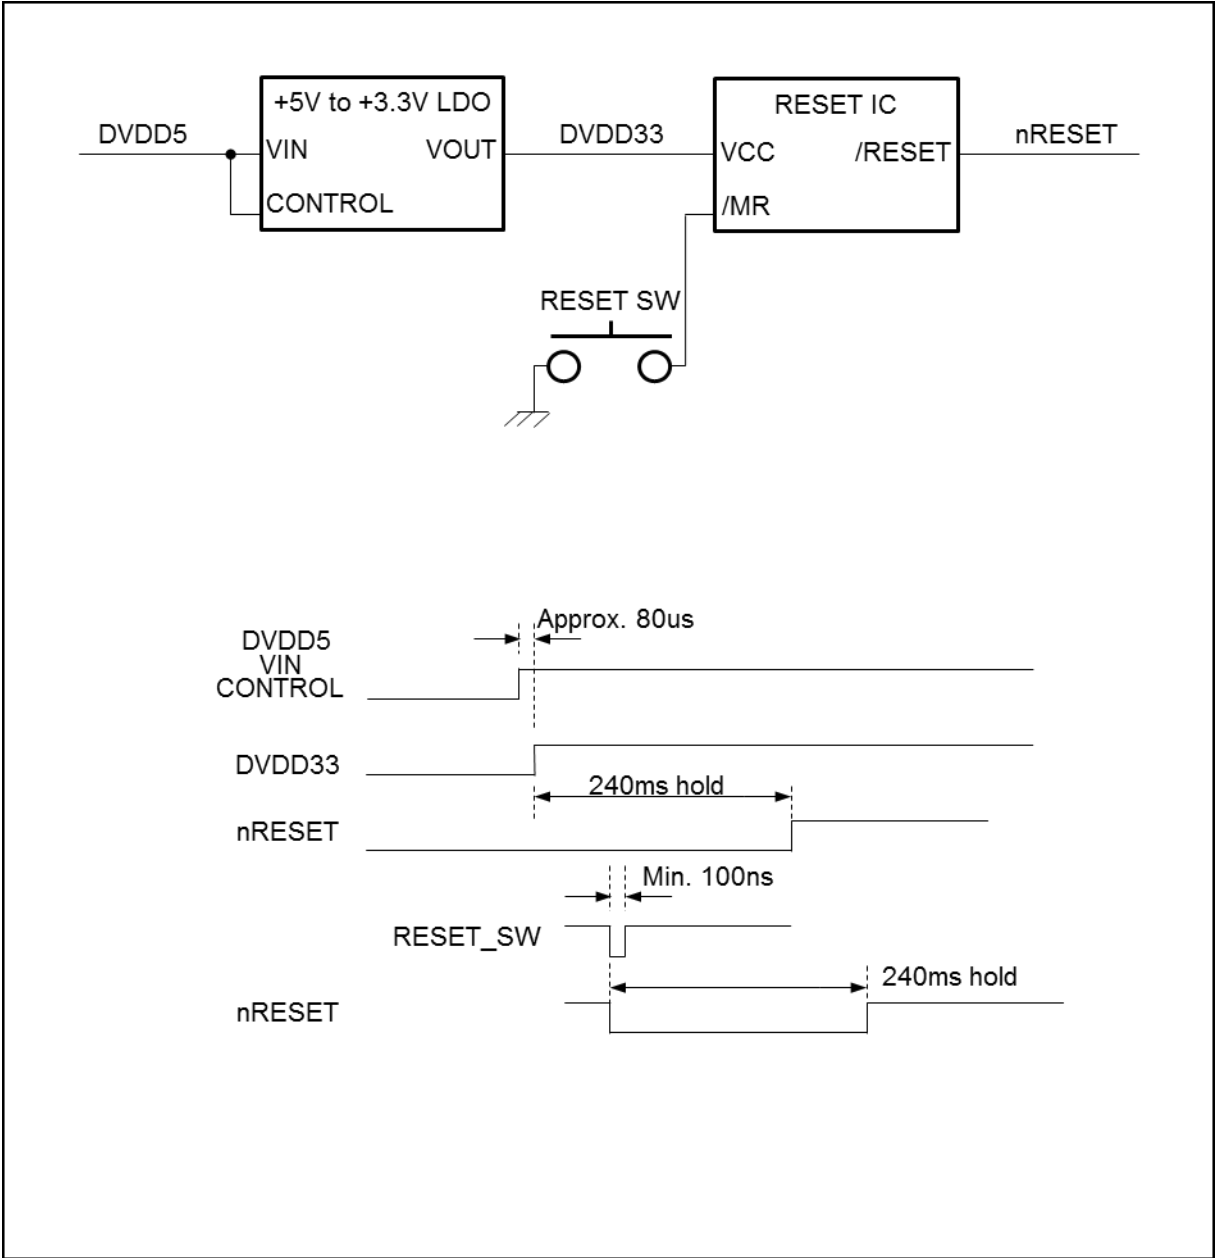 +5V to +3.3V LDO
RESET IC
DVDD5
DVDD33
nRESET
VIN
VOUT
VCC
/RESET
CONTROL
/MR
RESET SW
Approx. 80us
DVDD5
VIN
CONTROL
DVDD33
240ms hold
nRESET
Min. 100ns
RESET_SW
240ms hold
nRESET